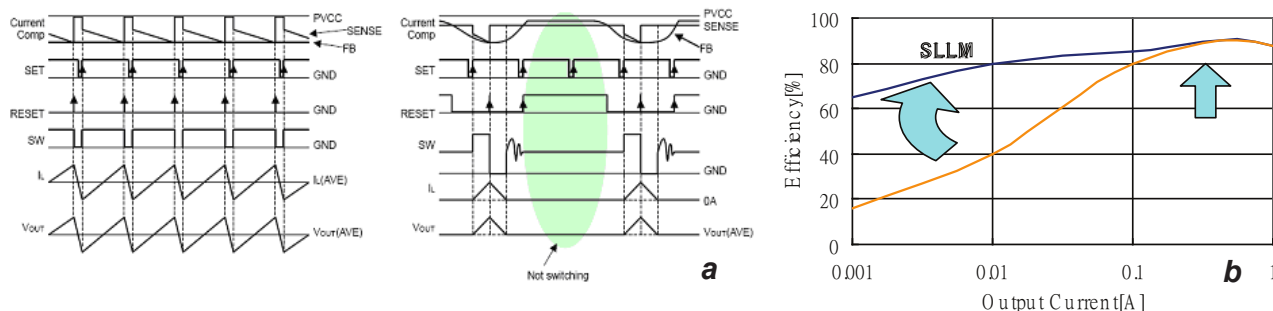 PVCC
Current
Comp
SENSE
FB
SET
GND
RESET
GND
SW
GND
IL
IL(AVE)
VOUT
VOUT(AVE)
PVCC
Current
Comp
SENSE
FB
SET
GND
RESET
GND
SW
GND
IL
0A
VOUT
VOUT(AVE)
Not switching
a
100
80
60
40
20
0
Efficiency[%]
SLLM
0.001
0.01
0.1
1
Output Current[A]
b